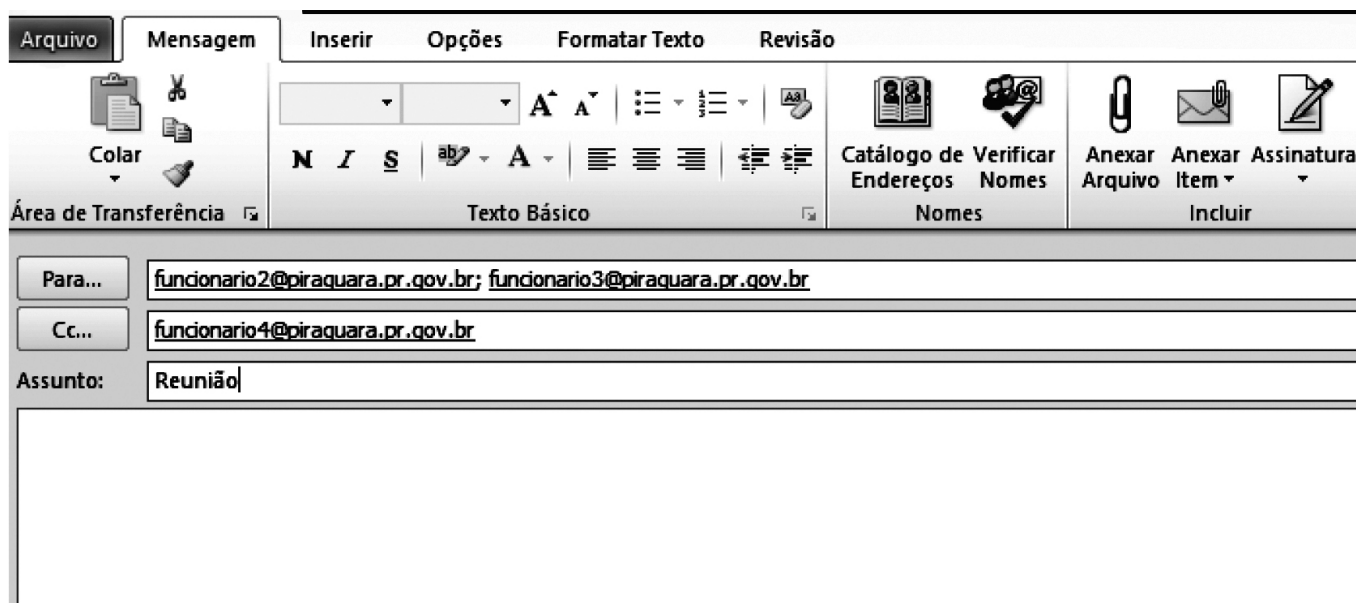 Arquivo Mensagem Inserir Opções Formatar Texto Revisão
Colar
N I S
Catálogo de Endereços
Verificar Nomes
Anexar Arquivo
Anexar Item
Assinatura
Área de Transferência Texto Básico Nomes Incluir
Para... funcionario2@piraquara.pr.gov.br; funcionario3@piraquara.pr.gov.br
Cc... funcionario4@piraquara.pr.gov.br
Assunto: Reunião